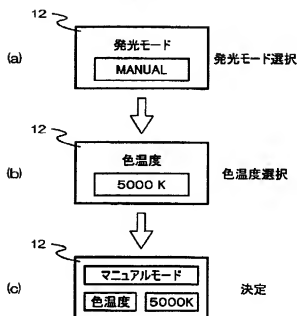 12
(a)
発光モード
MANUAL
発光モード選択
12
(b)
色温度
5000 K
色温度選択
12
(c)
マニュアルモード
色温度 5000K
決定